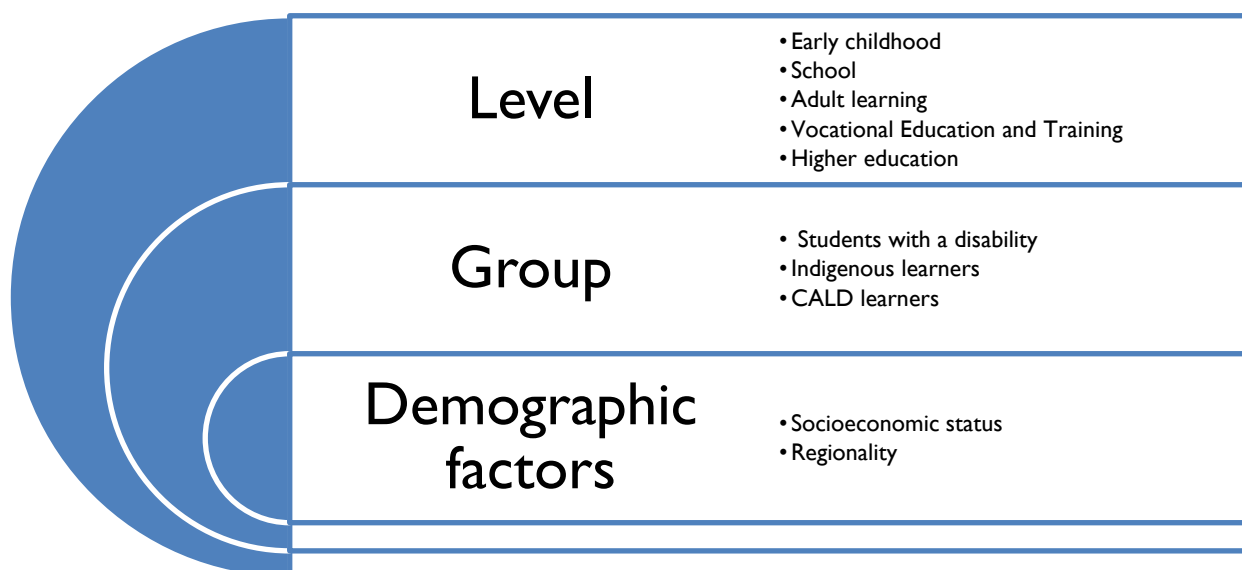 Level
• Early childhood
• School
• Adult learning
• Vocational Education and Training
• Higher education
Group
• Students with a disability
• Indigenous learners
• CALD learners
Demographic
factors
• Socioeconomic status
• Regionality